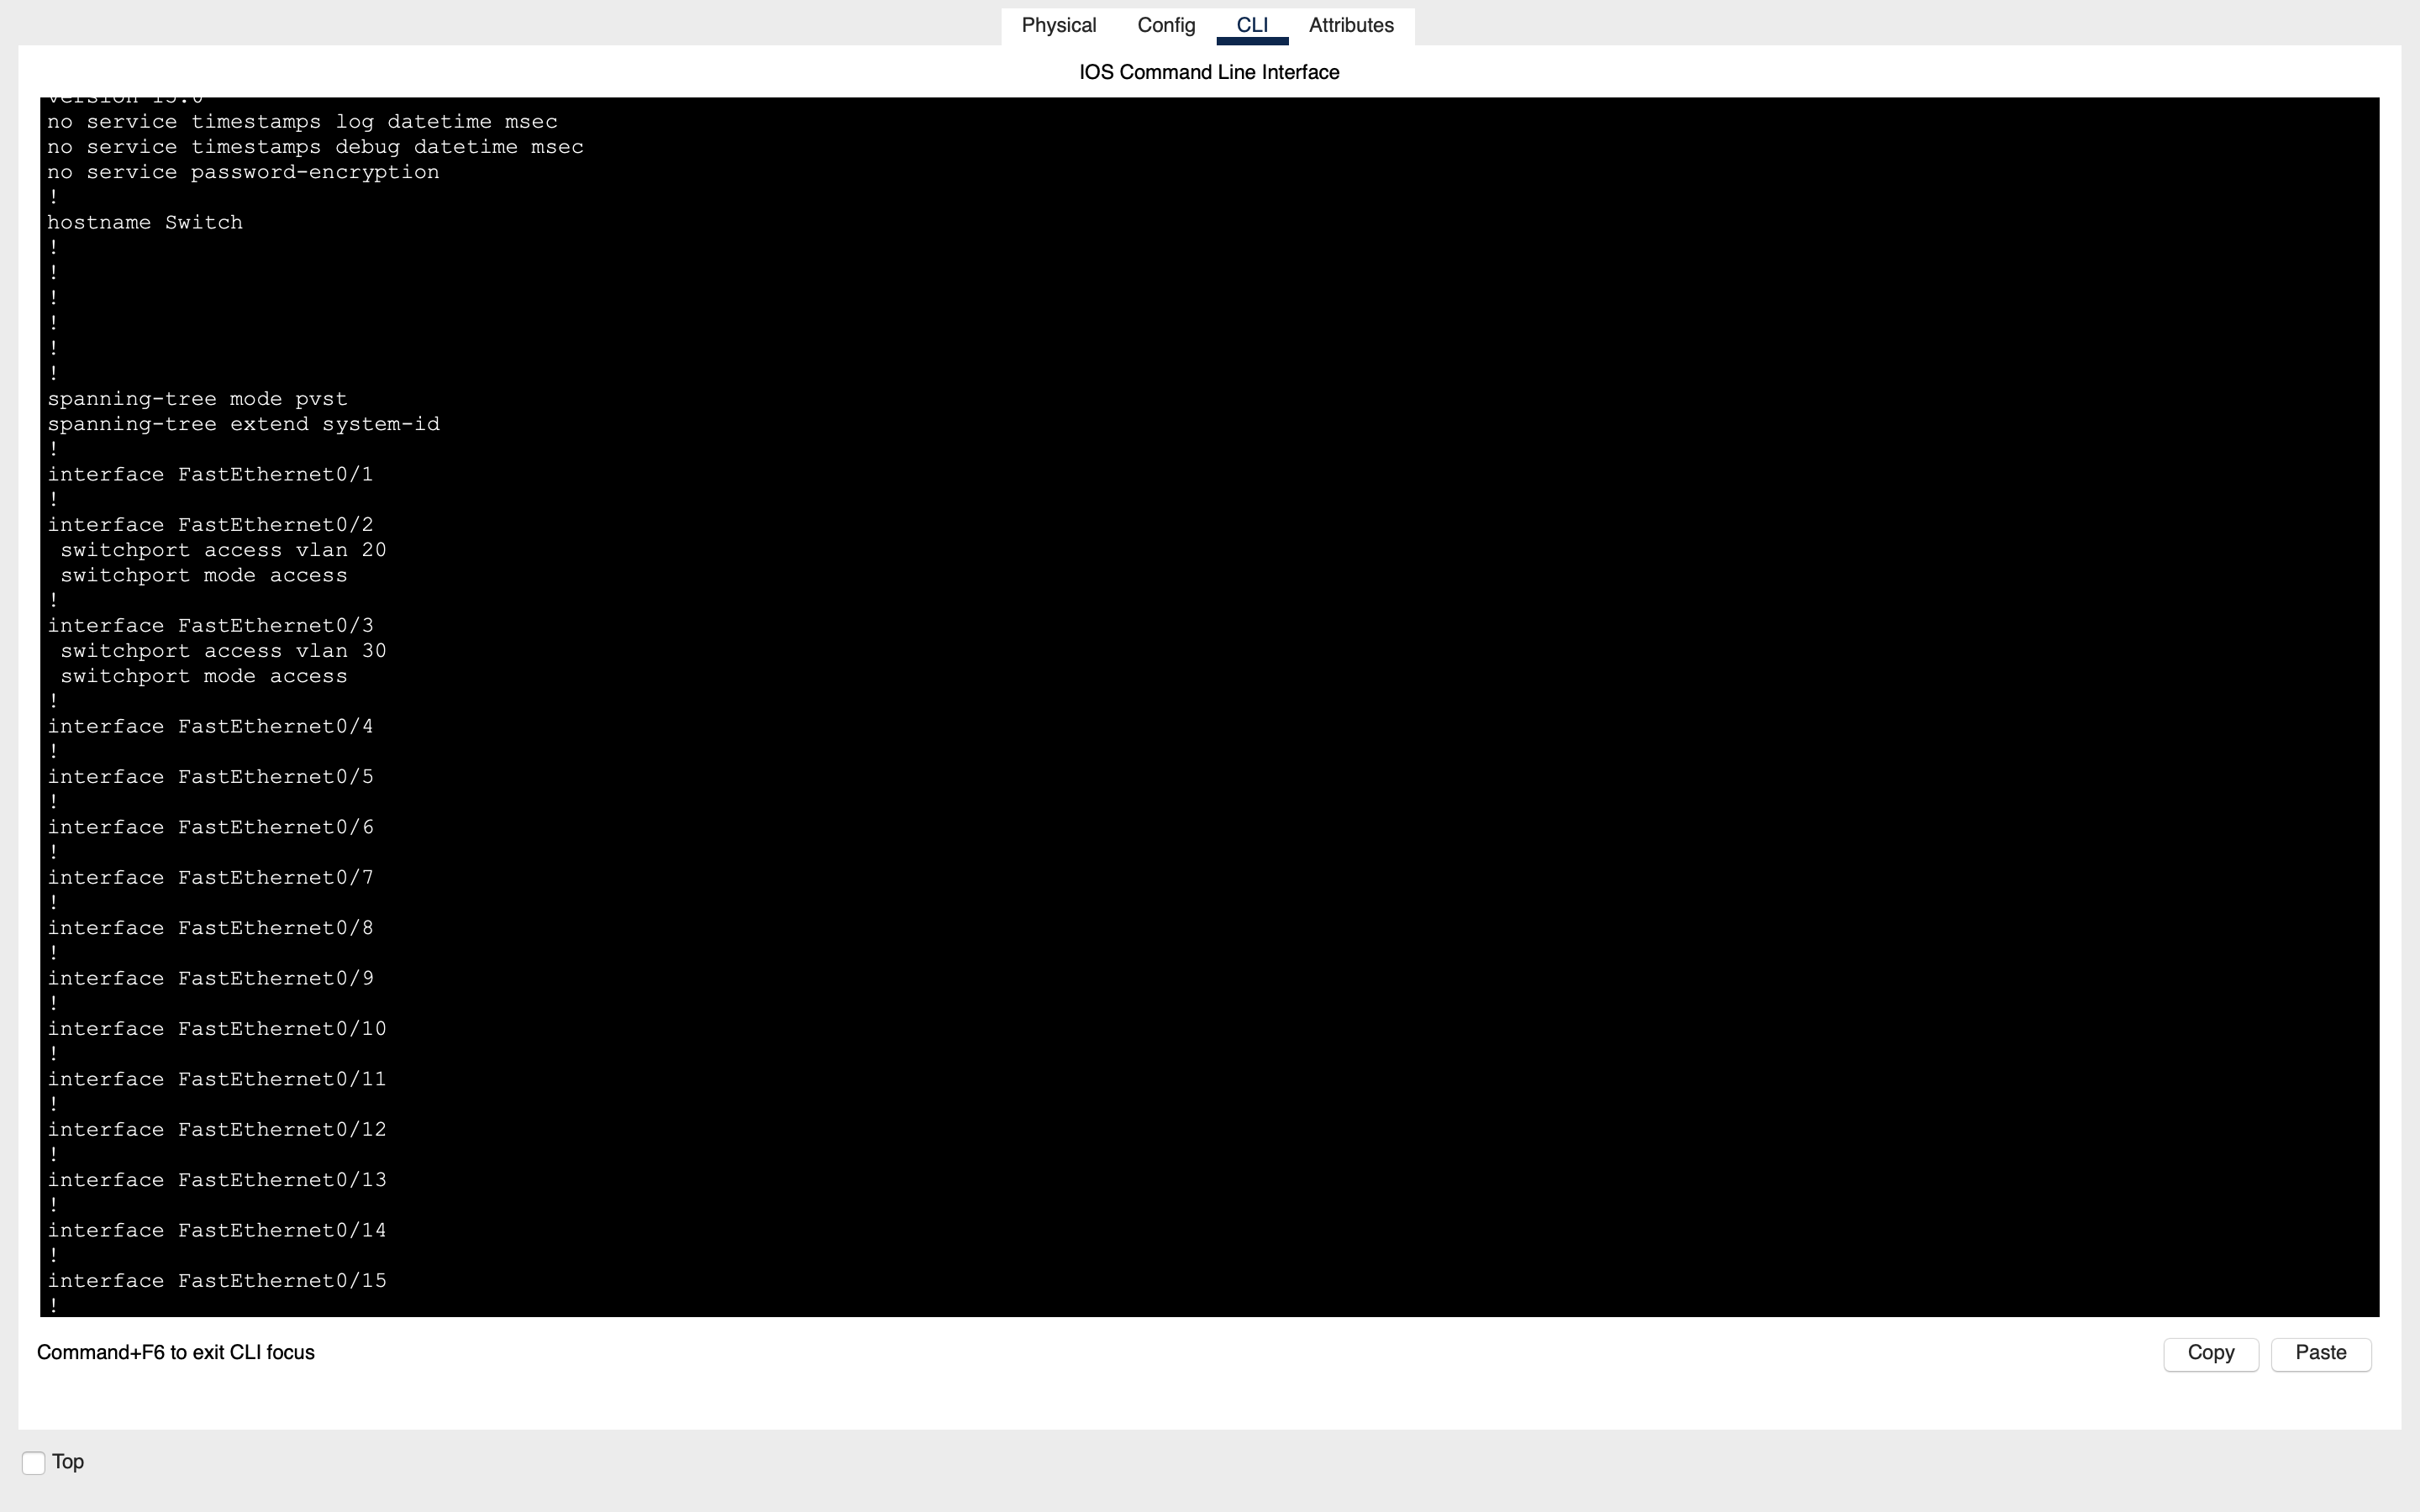 Physical Config CLI Attributes
IOS Command Line Interface
version 15.0
no service timestamps log datetime msec
no service timestamps debug datetime msec
no service password-encryption
!
hostname Switch
!
!
!
!
!
!
spanning-tree mode pvst
spanning-tree extend system-id
!
interface FastEthernet0/1
!
interface FastEthernet0/2
 switchport access vlan 20
 switchport mode access
!
interface FastEthernet0/3
 switchport access vlan 30
 switchport mode access
!
interface FastEthernet0/4
!
interface FastEthernet0/5
!
interface FastEthernet0/6
!
interface FastEthernet0/7
!
interface FastEthernet0/8
!
interface FastEthernet0/9
!
interface FastEthernet0/10
!
interface FastEthernet0/11
!
interface FastEthernet0/12
!
interface FastEthernet0/13
!
interface FastEthernet0/14
!
interface FastEthernet0/15
!
Command+F6 to exit CLI focus
Copy Paste
Top